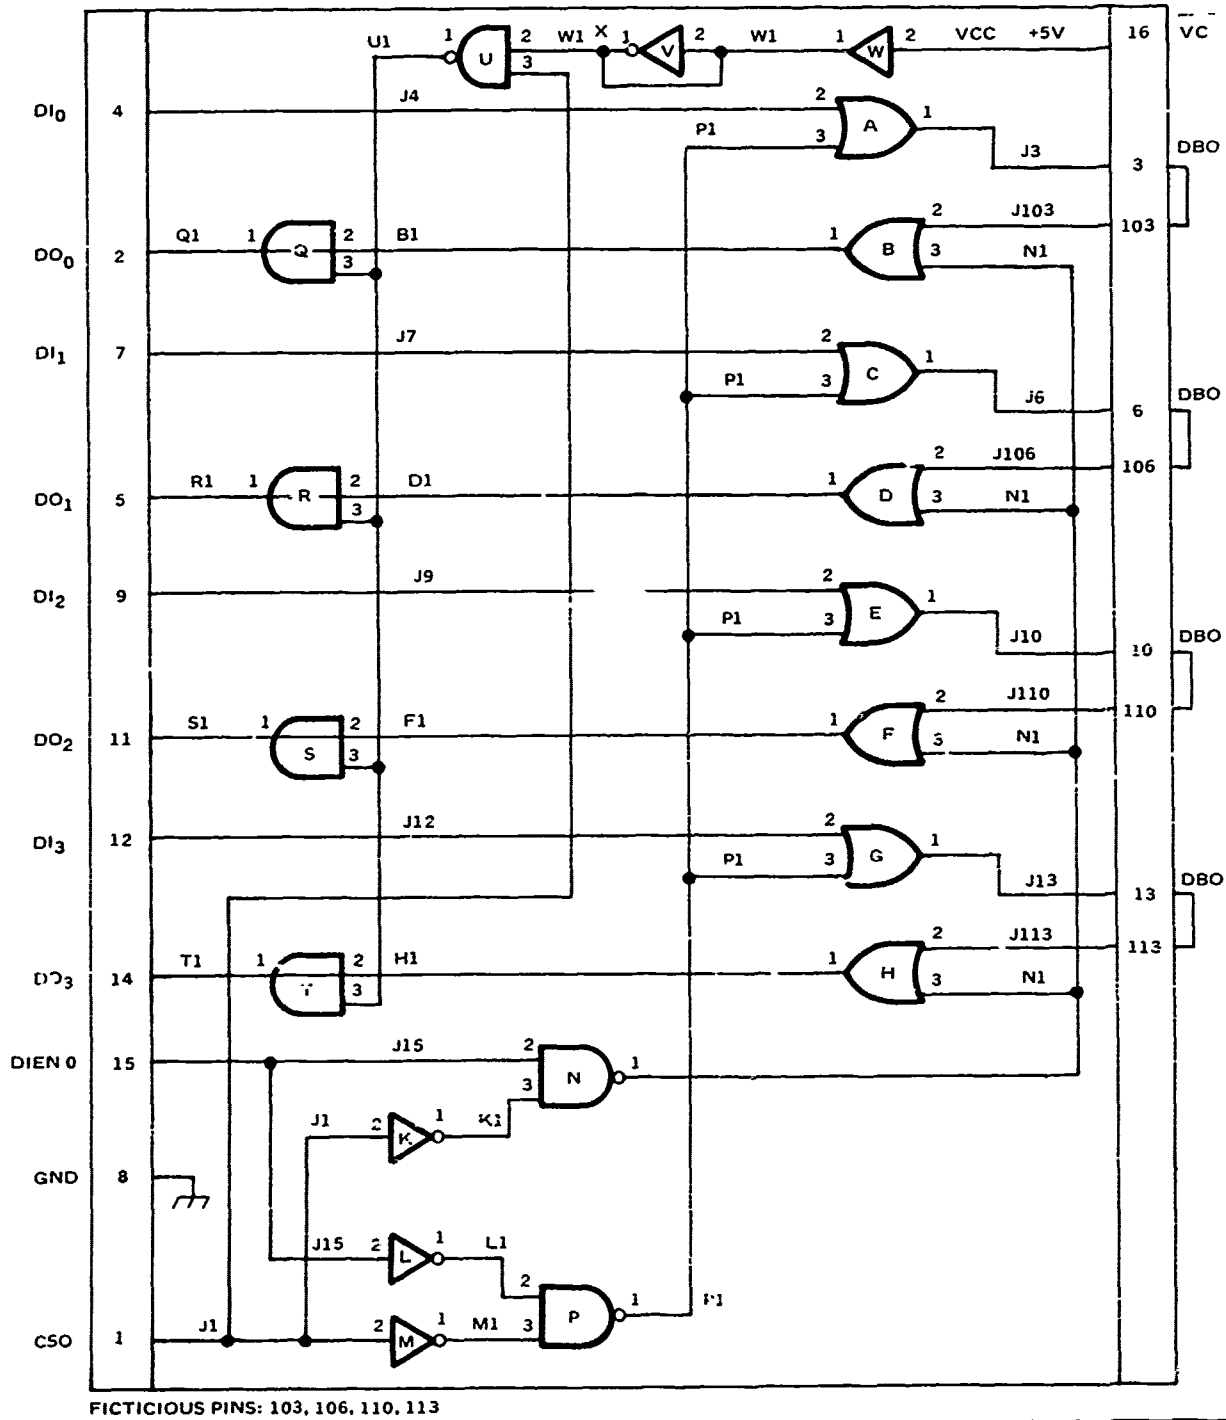 U1 1 U 2 W1 X 1 V 2 W1 1 W 2 VCC +5V 16 VC
3
DI0 4 J4 2 A 1
P1 3 J3 3 DBO
Q1 1 Q 2 B1 1 B 2 J103 103
DO0 2 3 3 N1
DI1 7 J7 2 C 1
P1 3 J6 6 DBO
R1 1 R 2 D1 1 D 2 J106 106
DO1 5 3 3 N1
DI2 9 J9 2 E 1
P1 3 J10 10 DBO
S1 1 S 2 F1 1 F 2 J110 110
DO2 11 3 N1
DI3 12 J12 2 G 1
P1 3 J13 13 DBO
T1 1 2 H1 1 H 2 J113 113
14 3 3 N1
DIEN 0 15 J15 2 N 1
3
J1 2 K 1 K1
GND 8
J15 2 L 1 L1
2 P 1
CSO 1 J1 2 M 1 M1 3
FICTICIOUS PINS: 103, 106, 110, 113